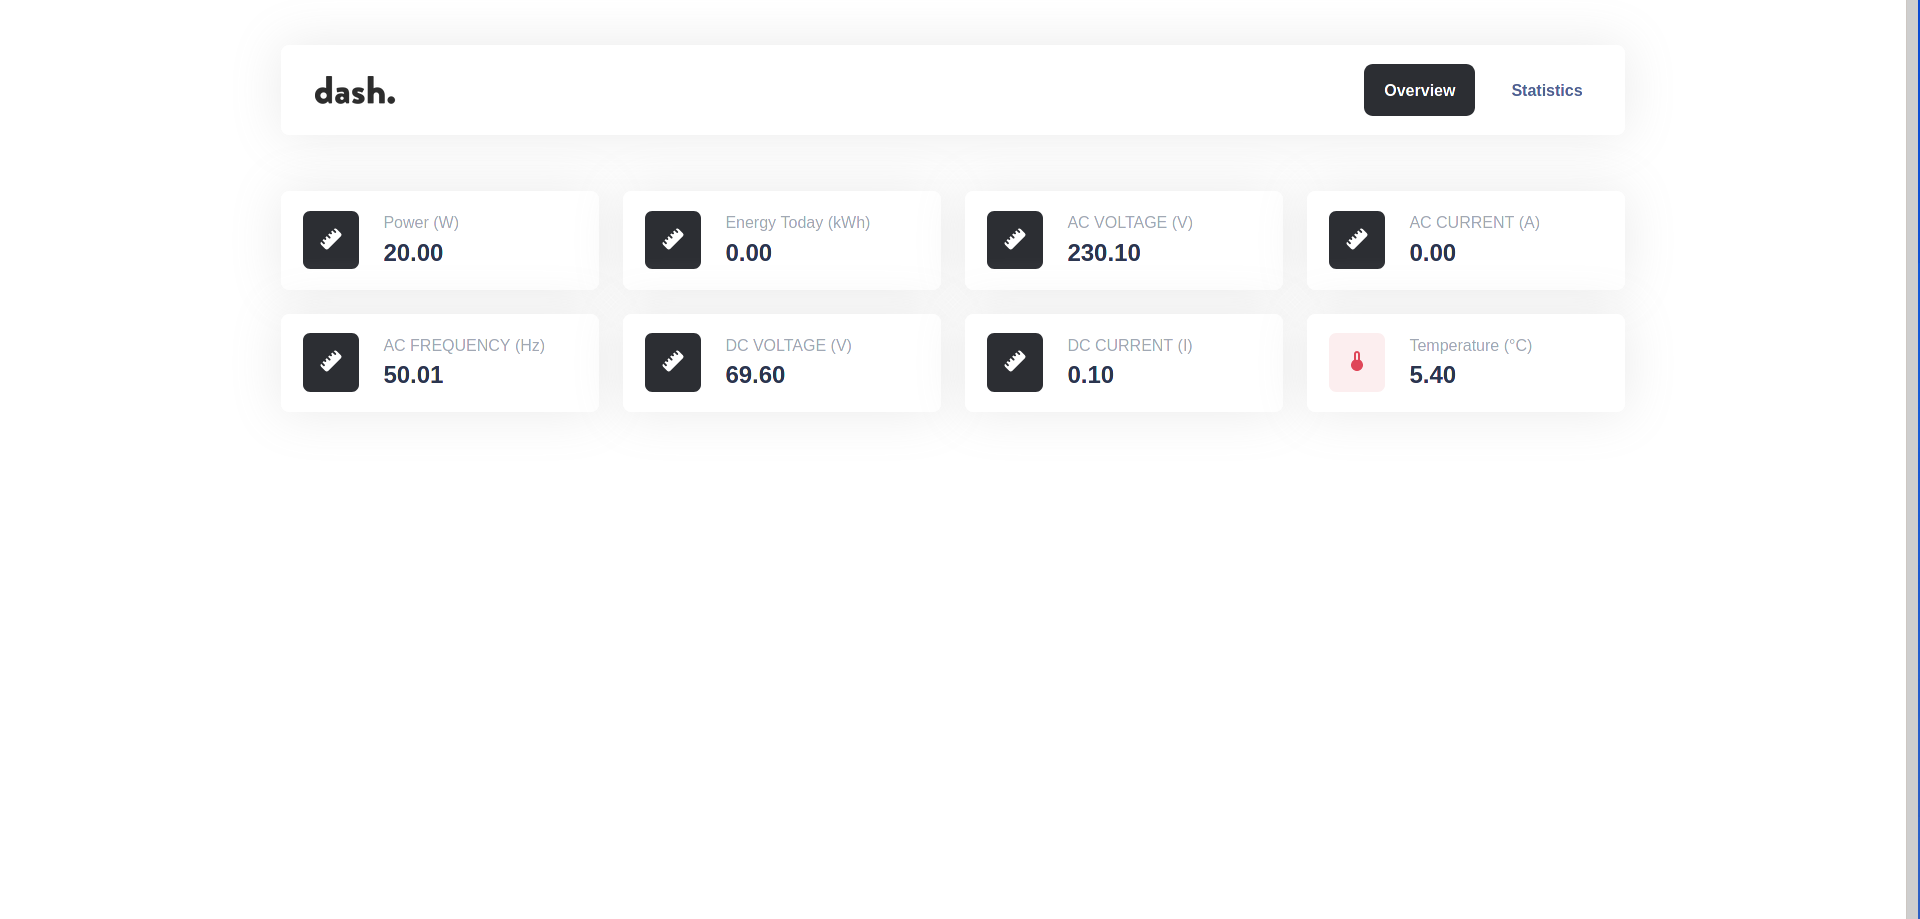 dash.
Overview
Statistics
Power (W)
20.00
Energy Today (kWh)
0.00
AC VOLTAGE (V)
230.10
AC CURRENT (A)
0.00
AC FREQUENCY (Hz)
50.01
DC VOLTAGE (V)
69.60
DC CURRENT (I)
0.10
Temperature (°C)
5.40